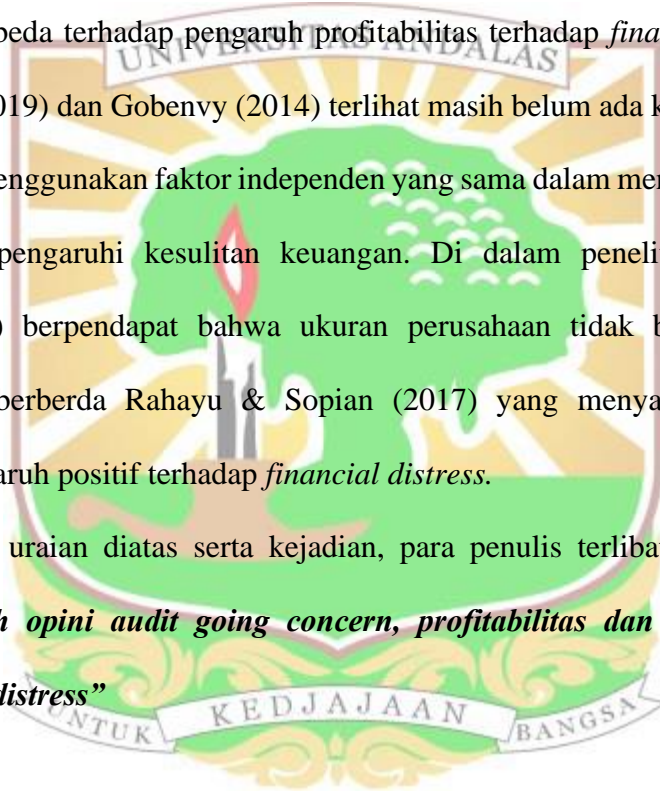 beda terhadap pengaruh profitabilitas terhadap fina
UNIVERSITAS ANDALAS
019) dan Gobenvy (2014) terlihat masih belum ada k
enggunakan faktor independen yang sama dalam men
pengaruhi kesulitan keuangan. Di dalam penelit
) berpendapat bahwa ukuran perusahaan tidak b
berberda Rahayu & Sopian (2017) yang menya
aruh positif terhadap financial distress.
uraian diatas serta kejadian, para penulis terlibat
h opini audit going concern, profitabilitas dan
distress”
UNTUK KEDJAJAAN BANGSA